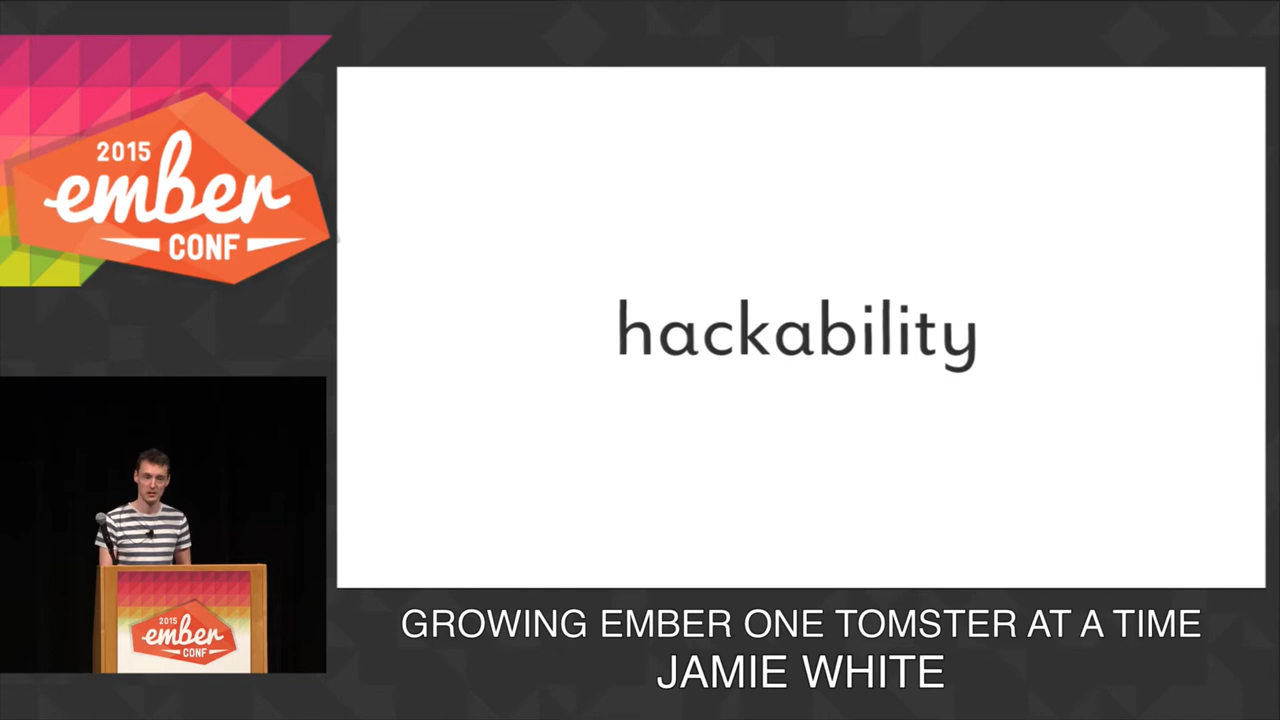 2015
ember
CONF
hackability
2015
ember
CONF
GROWING EMBER ONE TOMSTER AT A TIME
JAMIE WHITE